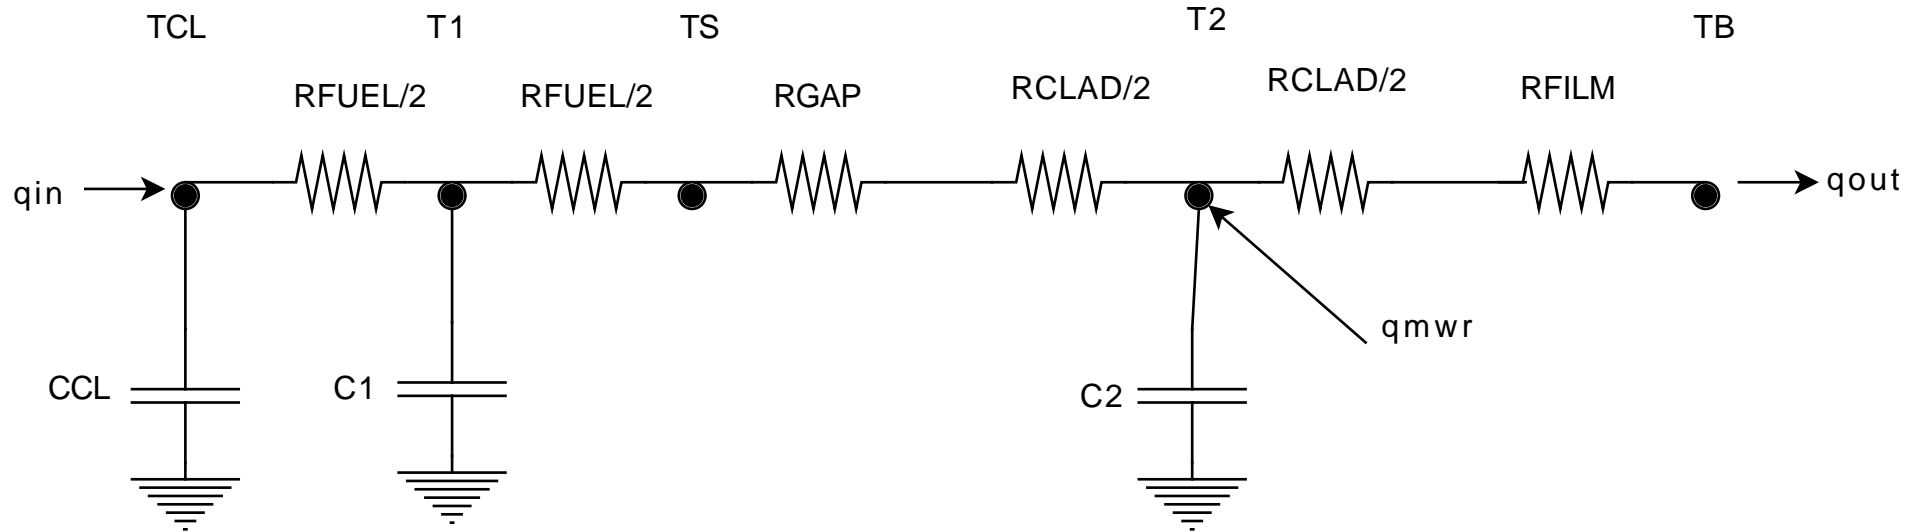 TCL T1 TS T2 TB
RFUEL/2 RFUEL/2 RGAP RCLAD/2 RCLAD/2 RFILM
qin qout
qmwr
CCL C1 C2